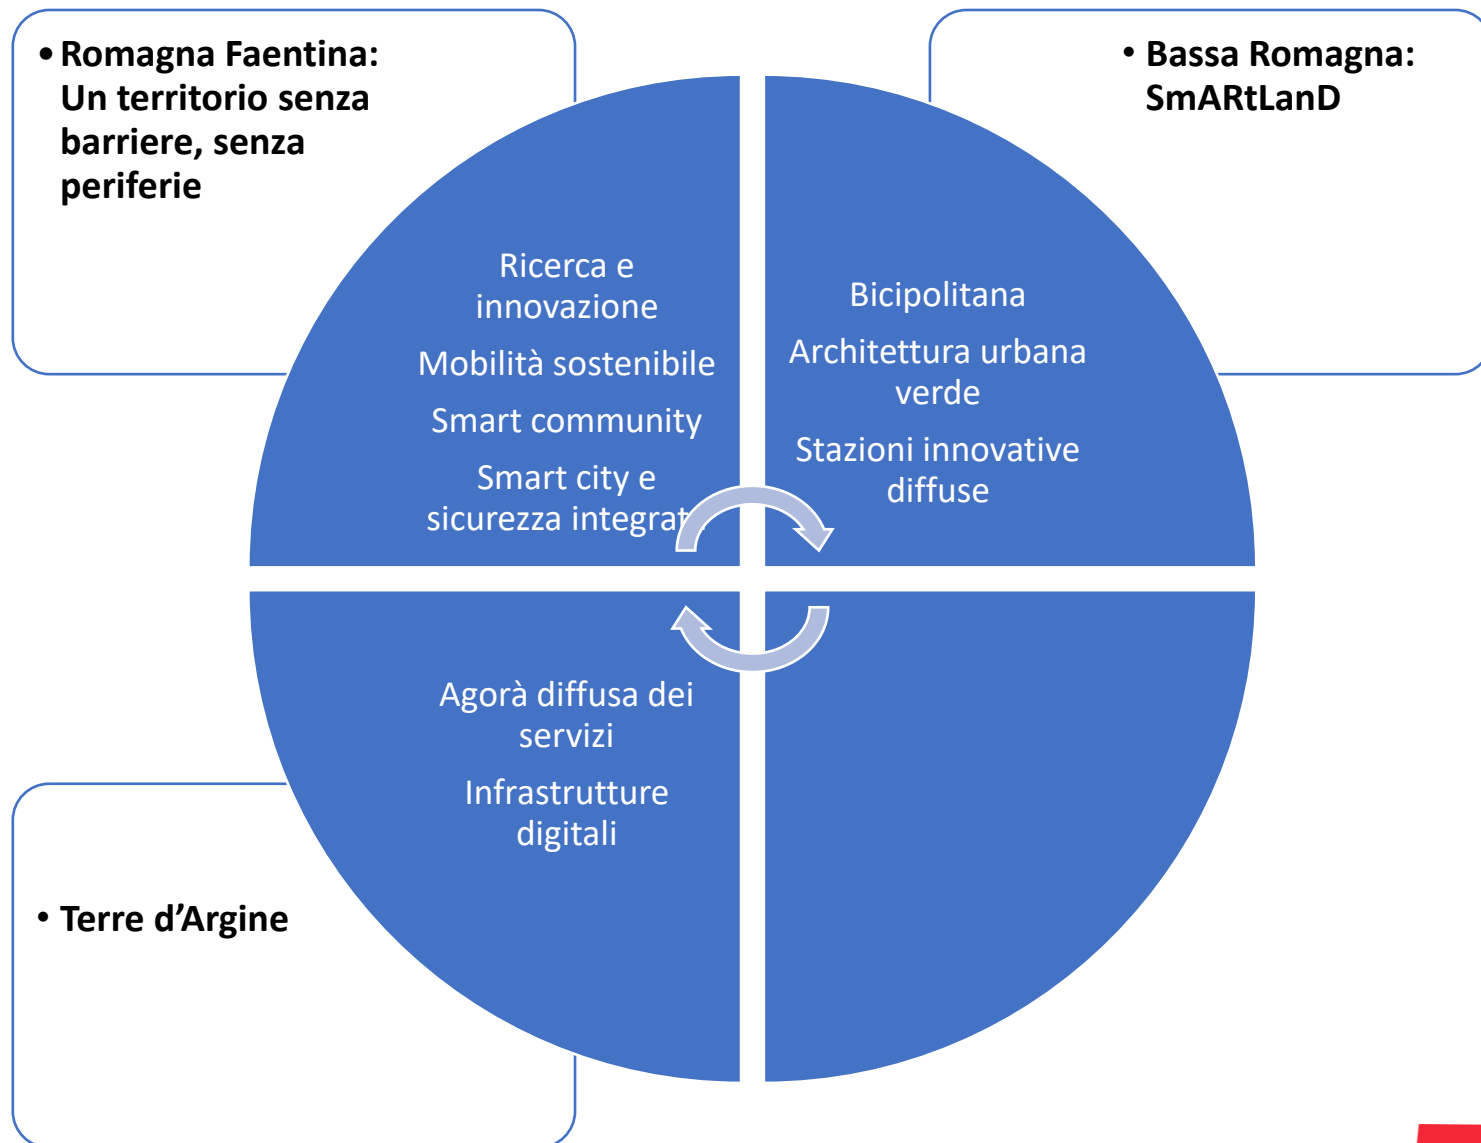 • Romagna Faentina:
Un territorio senza
barriere, senza
periferie
• Bassa Romagna:
SmARtLanD
Ricerca e
innovazione
Mobilità sostenibile
Smart community
Smart city e
sicurezza integrata
Bicipolitana
Architettura urbana
verde
Stazioni innovative
diffuse
Agorà diffusa dei
servizi
Infrastrutture
digitali
• Terre d’Argine